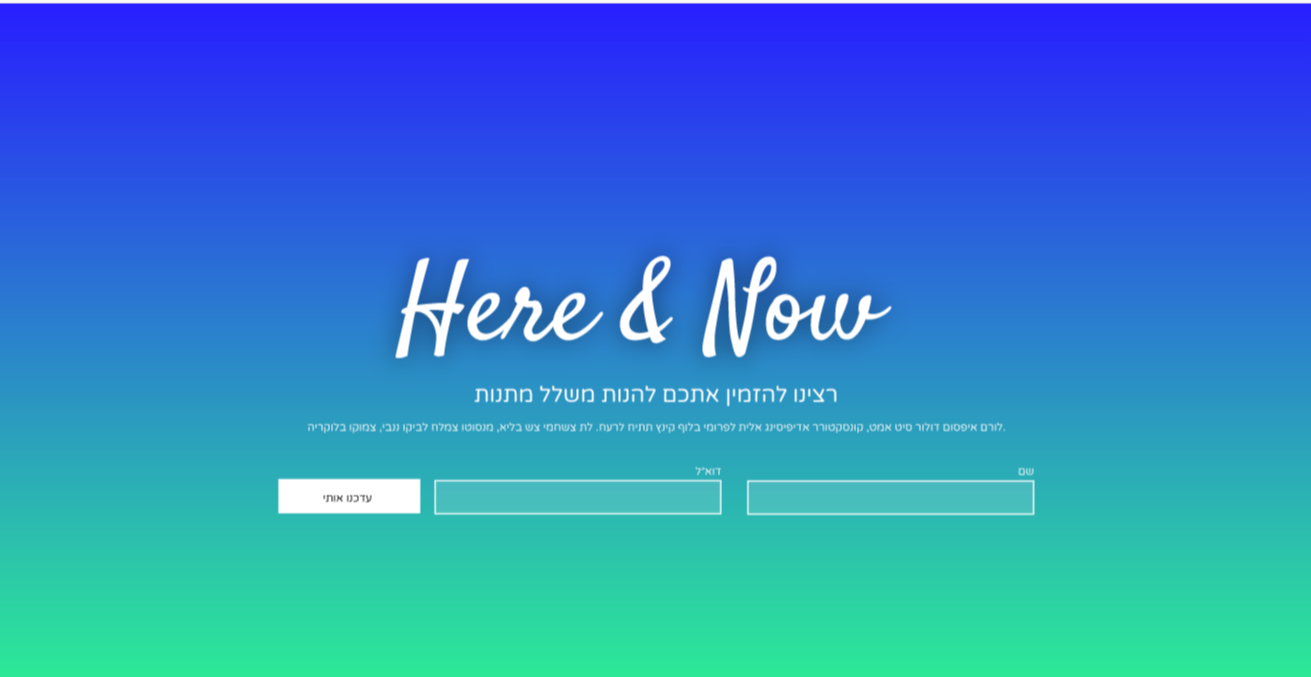 Here & Now
רצינו להזמין אתכם להנות משלל מתנות
לורם איפסום דולור סיט אמט, קונסקטורר אדיפיסינג אלית לפרומי בלוף קינץ תתיח לרעח. לת צשחמי צש בליא, מנסוטו צמלח לביקו ננבי, צמוקו בלוקריה.
שם
דוא״ל
עדכנו אותי